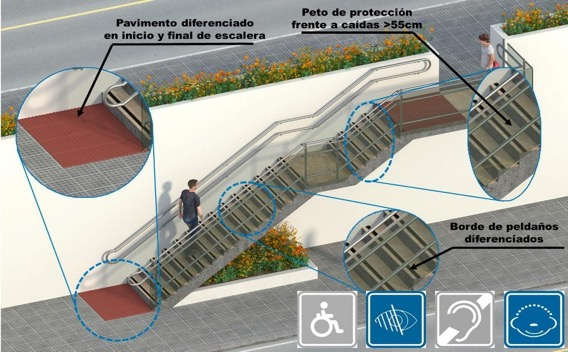 Pavimento diferenciado
en inicio y final de escalera
Peto de protección
frente a caídas >55cm
Borde de peldaños
diferenciados